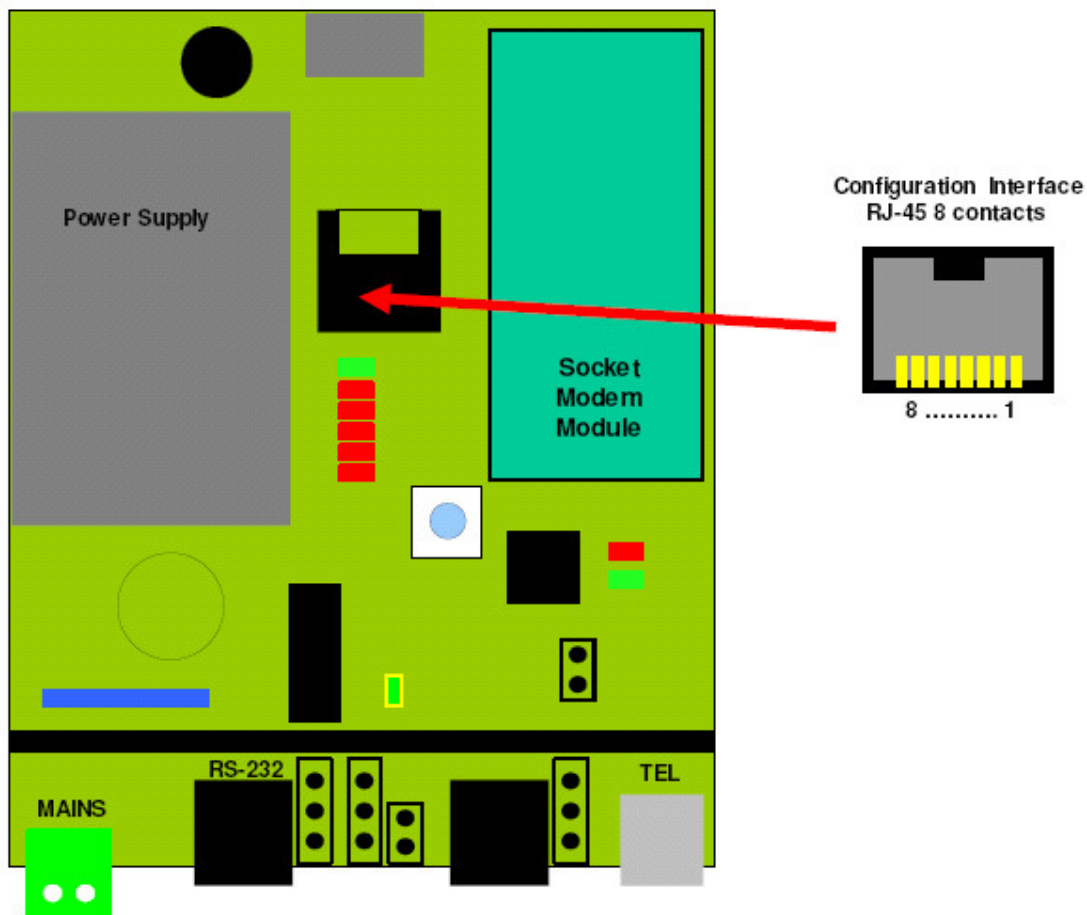 Power Supply
Configuration Interface
RJ-45 8 contacts
Socket
Modem
Module
8 .......... 1
RS-232
TEL
MAINS